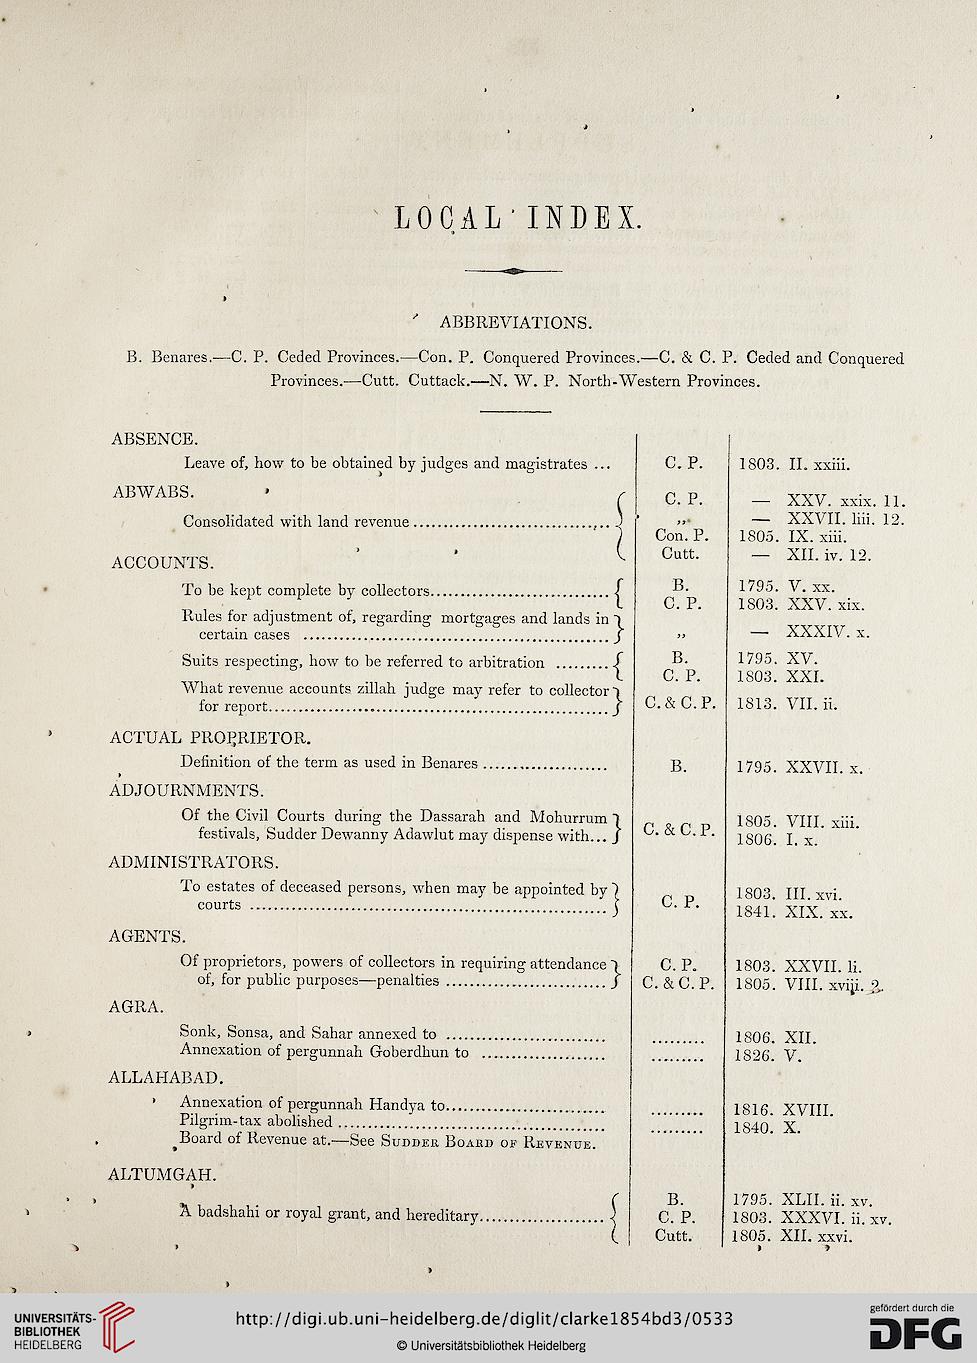 LOCAL INDEX.
ABBREVIATIONS.
B. Benares.—C. P. Ceded Provinces.—Con. P. Conquered Provinces.—C. & C. P. Ceded and Conquered
Provinces.—Cutt. Cuttack.—N. W. P. North-Western Provinces.
ABSENCE.
Leave of, how to be obtained by judges and magistrates ... C. P. 1803. II. xxiii.
ABWABS.
C. P. — XXV. xxix. 11.
Consolidated with land revenue ........ „ — XXVII. liii. 12.
Con. P. 1805. IX. xiii.
Cutt. — XII. iv. 12.
ACCOUNTS.
To be kept complete by collectors........ { B. 1795. V. xx.
C. P. 1803. XXV. xix.
Rules for adjustment of, regarding mortgages and lands in
certain cases ........ } „ — XXXIV. x.
Suits respecting, how to be referred to arbitration ......... { B. 1795. XV.
C. P. 1803. XXI.
What revenue accounts zillah judge may refer to collector
for report........ } C. & C. P. 1813. VII. ii.
ACTUAL PROPRIETOR.
Definition of the term as used in Benares ........ B. 1795. XXVII. x.
ADJOURNMENTS.
Of the Civil Courts during the Dassarah and Mohurrum
festivals, Sudder Dewanny Adawlut may dispense with... } C. & C. P. 1805. VIII. xiii.
1806. I. x.
ADMINISTRATORS.
To estates of deceased persons, when may be appointed by
courts ........ } C. P. 1803. III. xvi.
1841. XIX. xx.
AGENTS.
Of proprietors, powers of collectors in requiring attendance C. P. 1803. XXVII. li.
of, for public purposes—penalties ........ } C. & C. P. 1805. VIII. xviii. 2.
AGRA.
Sonk, Sonsa, and Sahar annexed to ........ ......... 1806. XII.
Annexation of pergunnah Goberdhun to ........ ......... 1826. V.
ALLAHABAD.
Annexation of pergunnah Handya to........ ......... 1816. XVIII.
Pilgrim-tax abolished ........ ......... 1840. X.
Board of Revenue at.—See SUDDER BOARD OF REVENUE.
ALTUMGAH.
B. 1795. XLII. ii. xv.
A badshahi or royal grant, and hereditary........ { C. P. 1803. XXXVI. ii. xv.
Cutt. 1805. XII. xxvi.
UNIVERSITÄTS-
BIBLIOTHEK
HEIDELBERG
http://digi.ub.uni-heidelberg.de/diglit/clarke1854bd3/0533
© Universitätsbibliothek Heidelberg
gefördert durch die
DFG